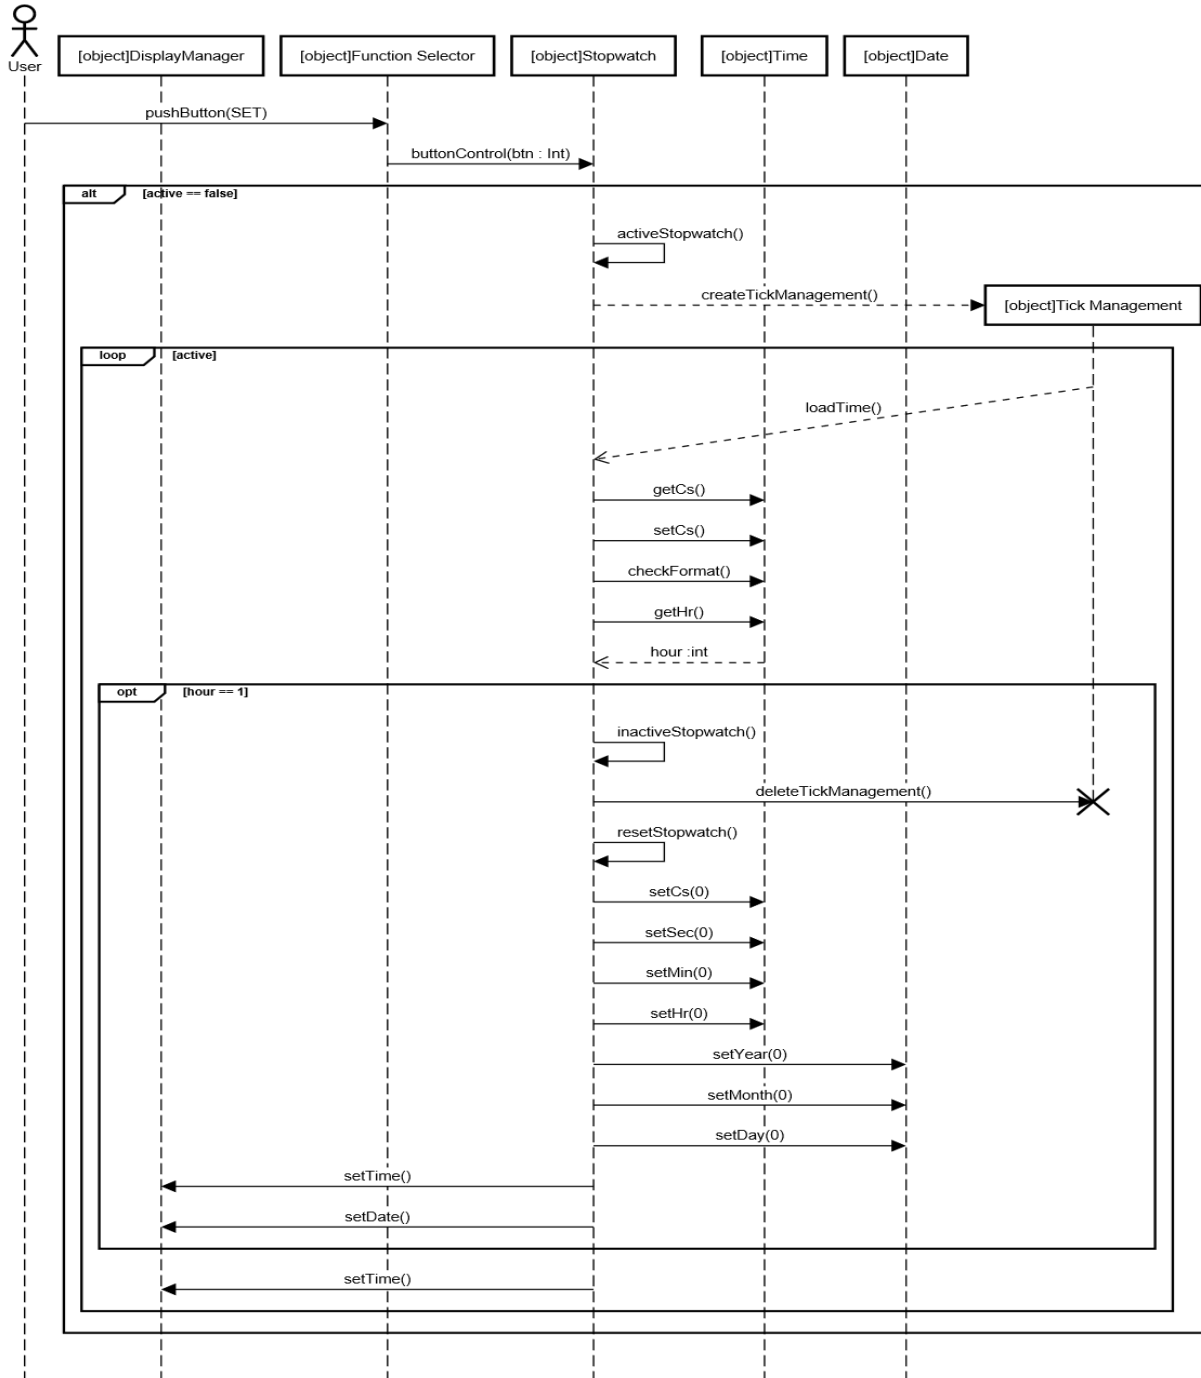 User
[object]DisplayManager
[object]Function Selector
[object]Stopwatch
[object]Time
[object]Date
pushButton(SET)
buttonControl(btn : Int)
alt
[active == false]
activeStopwatch()
createTickManagement()
[object]Tick Management
loop
[active]
loadTime()
getCs()
setCs()
checkFormat()
getHr()
hour :int
opt
[hour == 1]
inactiveStopwatch()
deleteTickManagement()
resetStopwatch()
setCs(0)
setSec(0)
setMin(0)
setHr(0)
setYear(0)
setMonth(0)
setDay(0)
setTime()
setDate()
setTime()